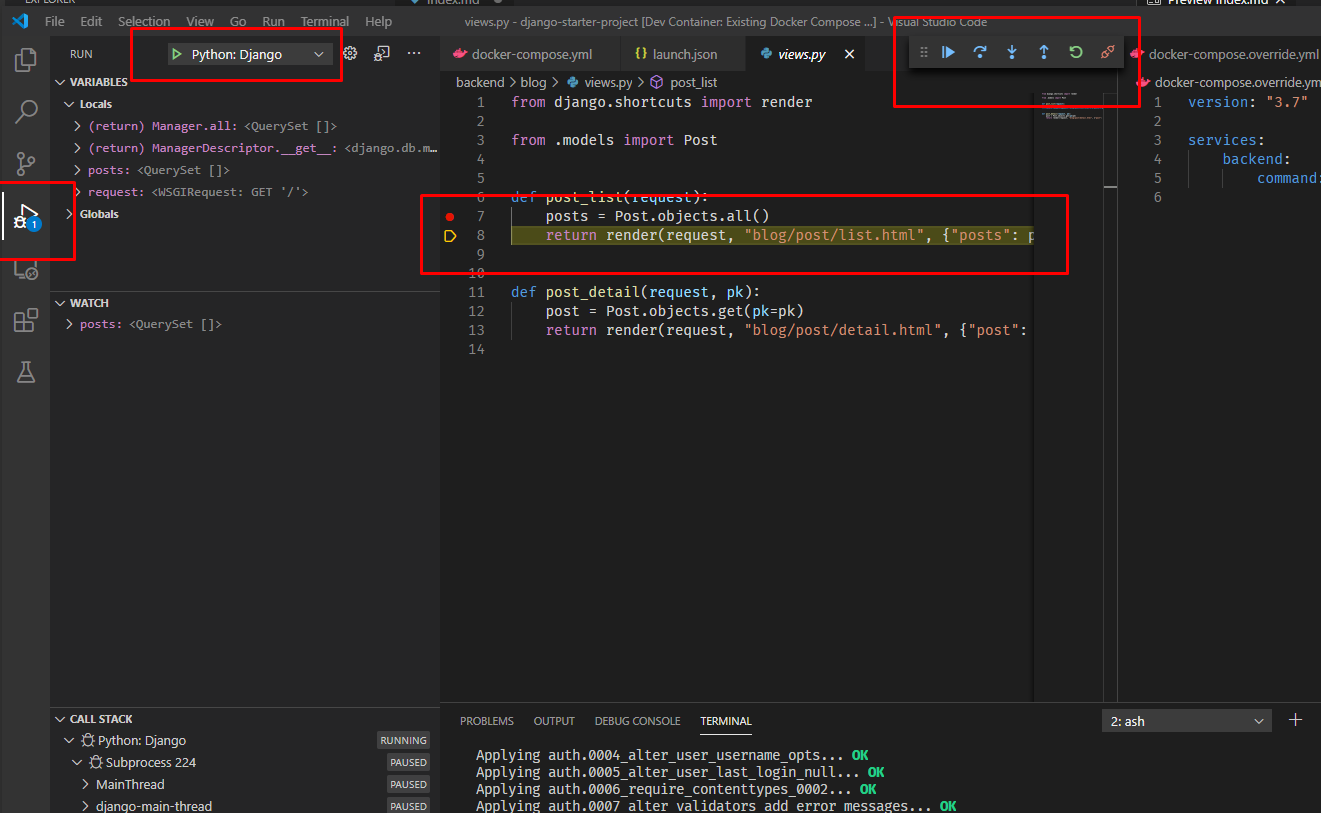 EXPLORER
index.md
Preview index.md
File Edit Selection View Go Run Terminal Help
views.py - django-starter-project [Dev Container: Existing Docker Compose ...] - Visual Studio Code
RUN
Python: Django
...
VARIABLES
Locals
(return) Manager.all: <QuerySet []>
(return) ManagerDescriptor.__get__: <django.db.m...
posts: <QuerySet []>
request: <WSGIRequest: GET '/'>
Globals
1
WATCH
posts: <QuerySet []>
CALL STACK
Python: Django RUNNING
Subprocess 224 PAUSED
MainThread PAUSED
django-main-thread PAUSED
docker-compose.yml
{} launch.json
views.py
backend > blog > views.py > post_list
1 from django.shortcuts import render
2
3 from .models import Post
4
5
6 def post_list(request):
7 posts = Post.objects.all()
8 return render(request, "blog/post/list.html", {"posts": p
9
10
11 def post_detail(request, pk):
12 post = Post.objects.get(pk=pk)
13 return render(request, "blog/post/detail.html", {"post":
14
docker-compose.override.yml
docker-compose.override.ym
1 version: "3.7"
2
3 services:
4 backend:
5 command:
6
PROBLEMS OUTPUT DEBUG CONSOLE TERMINAL
2: ash
Applying auth.0004_alter_user_username_opts... OK
Applying auth.0005_alter_user_last_login_null... OK
Applying auth.0006_require_contenttypes_0002... OK
Applying auth.0007_alter_validators_add_error_messages... OK